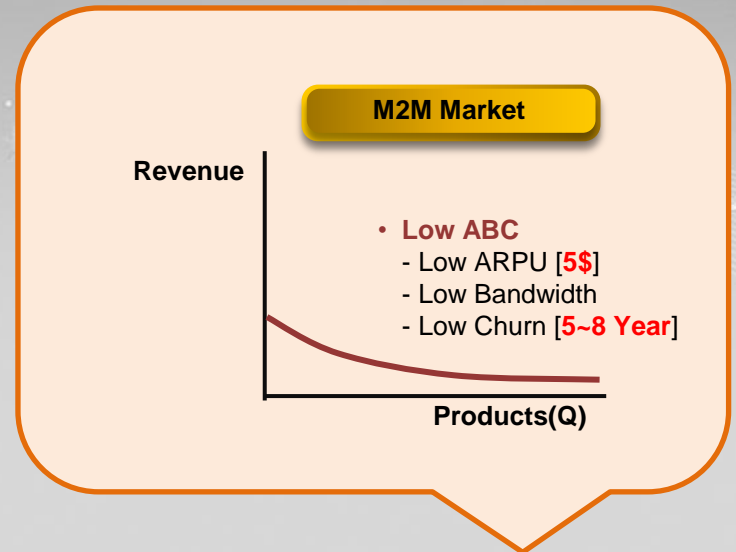 M2M Market
Revenue
• Low ABC
- Low ARPU [5$]
- Low Bandwidth
- Low Churn [5~8 Year]
Products(Q)